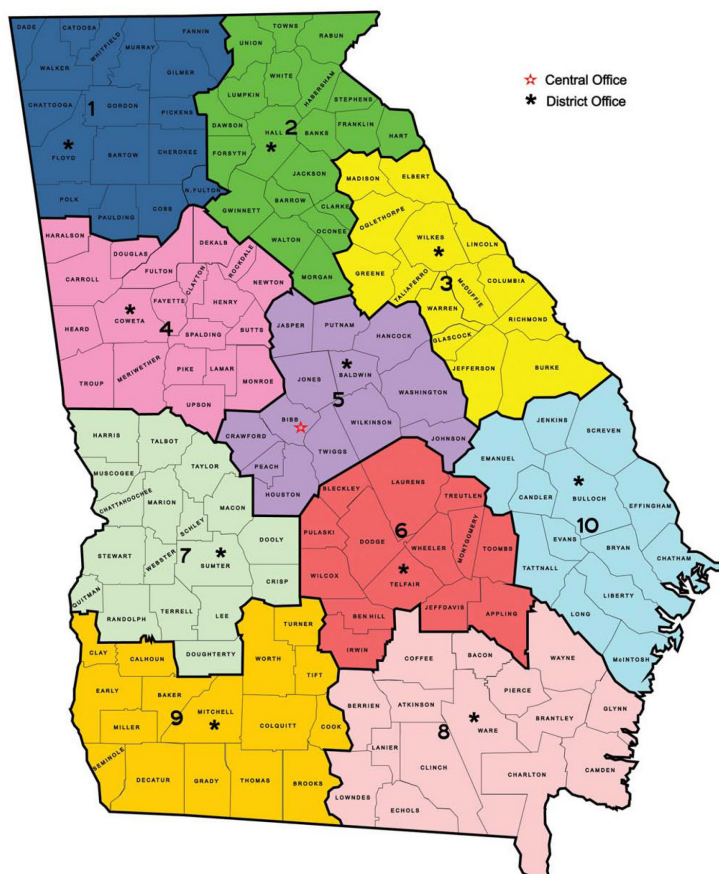 ☆ Central Office
* District Office
DADE
CATOOSA
WHITFIELD
MURRAY
FANNIN
WALKER
GILMER
CHATTOOGA
1
GORDON
PICKENS
*
FLOYD
BARTOW
CHEROKEE
N.FULTON
POLK
PAULDING
COBB
TOWNS
RABUN
UNION
WHITE
HABERSHAM
LUMPKIN
STEPHENS
DAWSON
HALL
2
BANKS
FRANKLIN
HART
*
FORSYTH
JACKSON
GWINNETT
BARROW
CLARKE
OCONEE
WALTON
MORGAN
MADISON
ELBERT
OGLETHORPE
WILKES
*
LINCOLN
GREENE
TALIAFERRO
3
McDUFFIE
COLUMBIA
WARREN
RICHMOND
GLASCOCK
JEFFERSON
BURKE
HARALSON
DOUGLAS
DEKALB
CARROLL
FULTON
CLAYTON
ROCKDALE
NEWTON
*
COWETA
FAYETTE
HENRY
HEARD
4
SPALDING
BUTTS
TROUP
MERIWETHER
PIKE
LAMAR
MONROE
UPSON
JASPER
PUTNAM
HANCOCK
*
JONES
BALDWIN
WASHINGTON
5
BIBB
☆
WILKINSON
CRAWFORD
TWIGGS
JOHNSON
PEACH
HOUSTON
BLECKLEY
LAURENS
TREUTLEN
PULASKI
6
DODGE
WHEELER
MONTGOMERY
TOOMBS
*
WILCOX
TELFAIR
BEN HILL
JEFFDAVIS
APPLING
IRWIN
HARRIS
TALBOT
TAYLOR
MUSCOGEE
CHATTAHOOCHEE
MARION
MACON
SCHLEY
DOOLY
STEWART
WEBSTER
7
*
SUMTER
CRISP
QUITMAN
RANDOLPH
TERRELL
LEE
DOUGHTERTY
COFFEE
BACON
WAYNE
BERRIEN
ATKINSON
PIERCE
GLYNN
8
*
WARE
BRANTLEY
LANIER
CLINCH
CHARLTON
CAMDEN
LOWNDES
ECHOLS
TURNER
CLAY
CALHOUN
WORTH
TIFT
EARLY
BAKER
MITCHELL
9
*
MILLER
COLQUITT
COOK
SEMINOLE
DECATUR
GRADY
THOMAS
BROOKS
JENKINS
SCREVEN
EMANUEL
*
CANDLER
BULLOCH
EFFINGHAM
10
EVANS
BRYAN
CHATHAM
TATTNALL
LIBERTY
LONG
McINTOSH